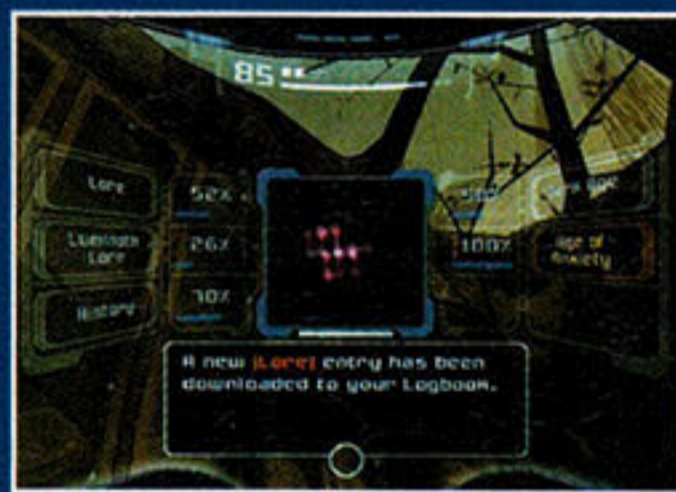 85
Lore
52%
Luminoth
Lore
26%
100%
Age of
Anxiety
History
70%
A new [Lore] entry has been
downloaded to your Logbook.